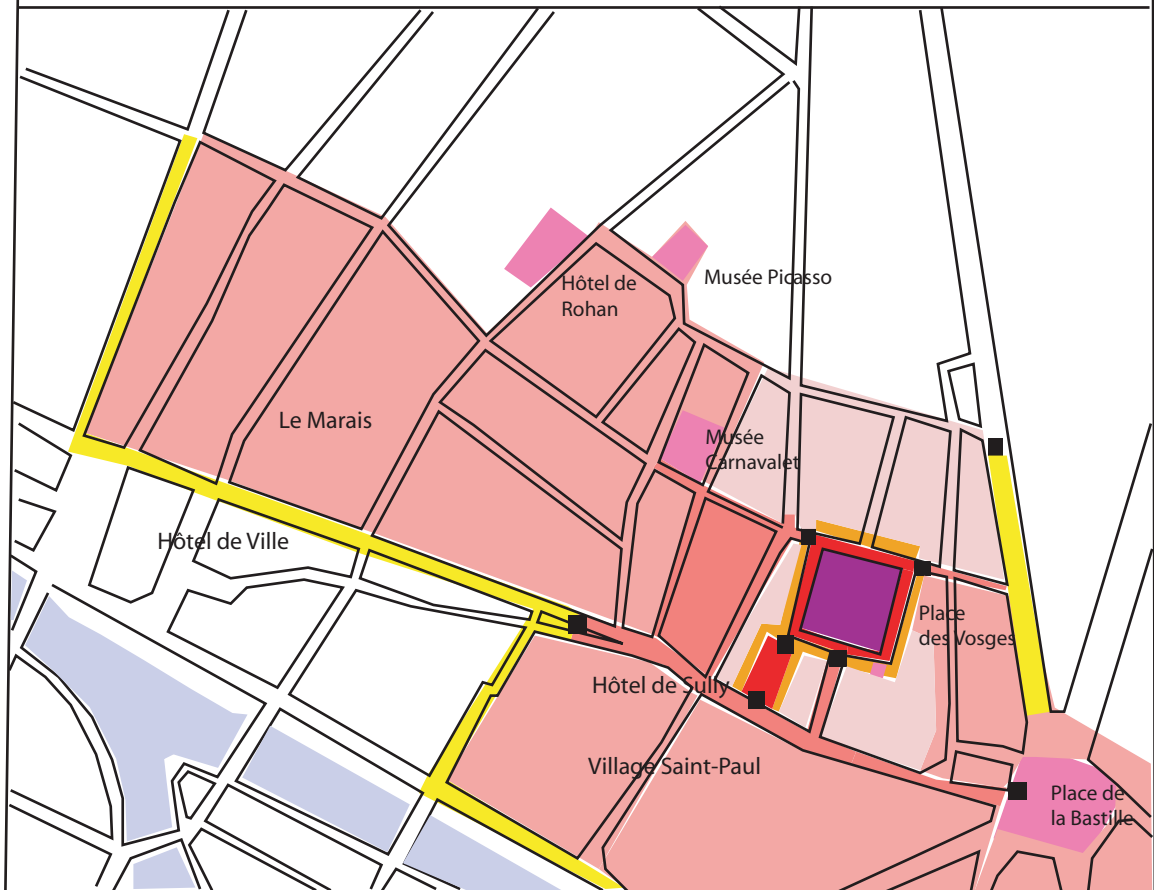 Musée Picasso
Hôtel de
Rohan
Le Marais
Musée
Carnavalet
Hôtel de Ville
Place
des Vosges
Hôtel de Sully
Village Saint-Paul
Place de
la Bastille